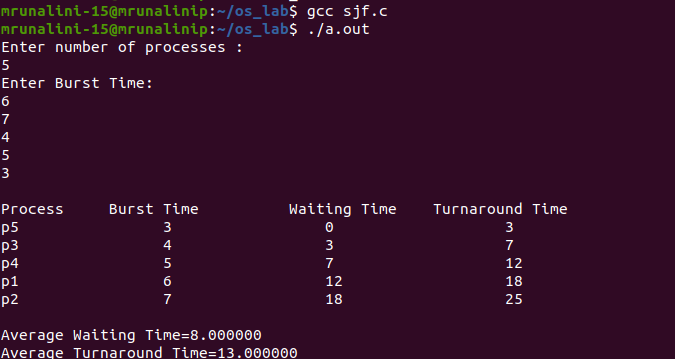 mrunalini-15@mrunalinip:~/os_lab$ gcc sjf.c
mrunalini-15@mrunalinip:~/os_lab$ ./a.out
Enter number of processes :
5
Enter Burst Time:
6
7
4
5
3
Process Burst Time Waiting Time Turnaround Time
p5 3 0 3
p3 4 3 7
p4 5 7 12
p1 6 12 18
p2 7 18 25
Average Waiting Time=8.000000
Average Turnaround Time=13.000000